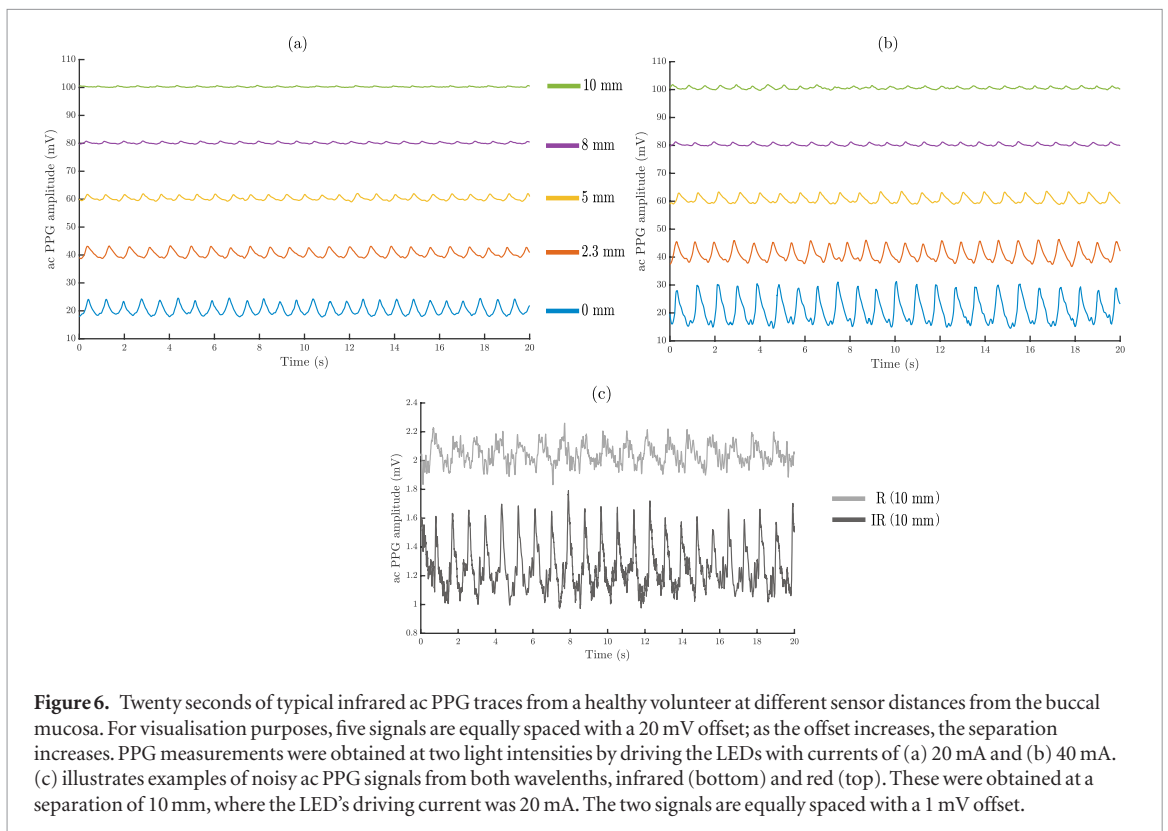 (a)
110
100
90
80
70
60
50
40
30
20
10
ac PPG amplitude (mV)
0 2 4 6 8 10 12 14 16 18 20
Time (s)
10 mm
8 mm
5 mm
2.3 mm
0 mm
(b)
110
100
90
80
70
60
50
40
30
20
10
ac PPG amplitude (mV)
0 2 4 6 8 10 12 14 16 18 20
Time (s)
(c)
2.4
2.2
2
1.8
1.6
1.4
1.2
1
0.8
ac PPG amplitude (mV)
0 2 4 6 8 10 12 14 16 18 20
Time (s)
R (10 mm)
IR (10 mm)
Figure 6. Twenty seconds of typical infrared ac PPG traces from a healthy volunteer at different sensor distances from the buccal
mucosa. For visualisation purposes, five signals are equally spaced with a 20 mV offset; as the offset increases, the separation
increases. PPG measurements were obtained at two light intensities by driving the LEDs with currents of (a) 20 mA and (b) 40 mA.
(c) illustrates examples of noisy ac PPG signals from both wavelenths, infrared (bottom) and red (top). These were obtained at a
separation of 10 mm, where the LED's driving current was 20 mA. The two signals are equally spaced with a 1 mV offset.